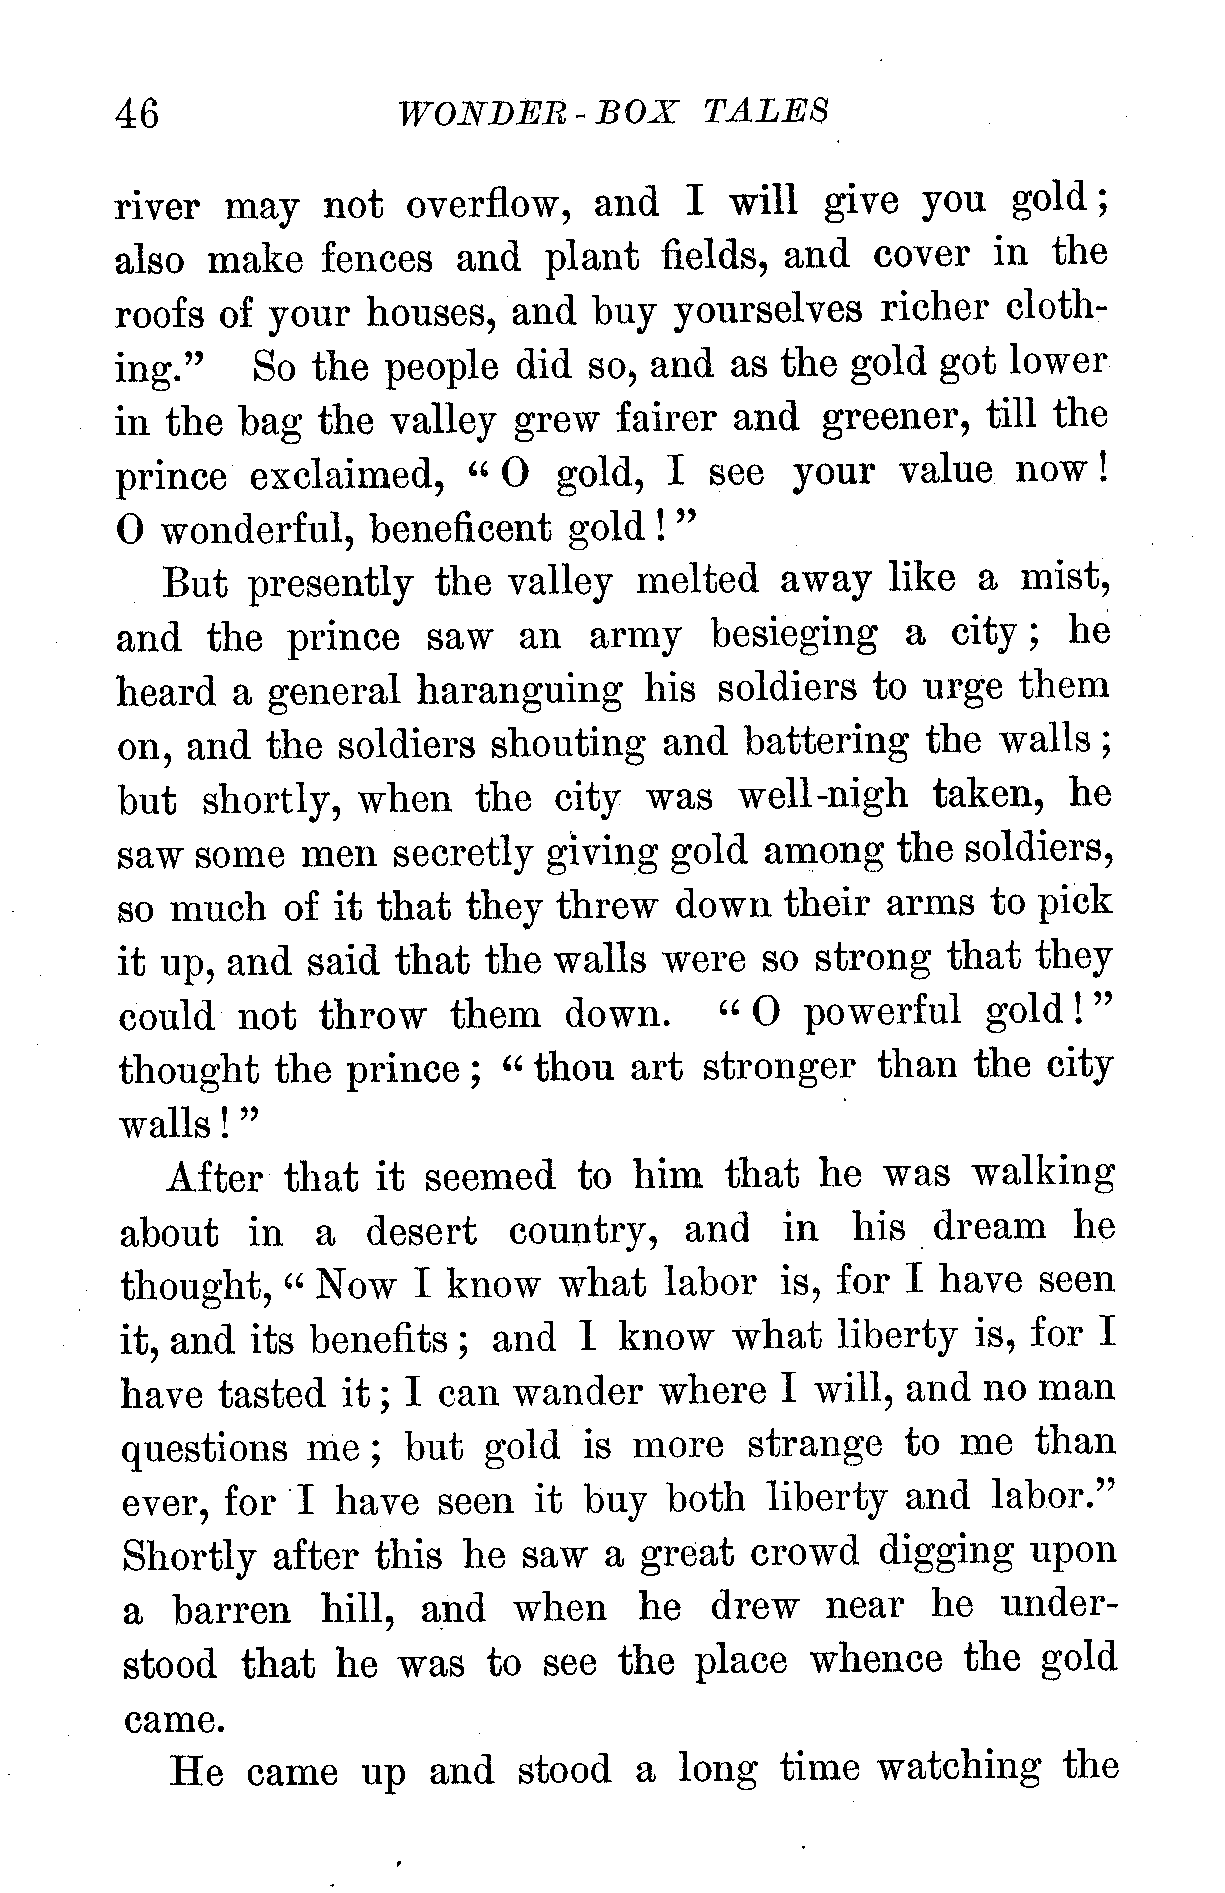 46 WONDER-BOX TALES
river may not overflow, and I will give you gold;
also make fences and plant fields, and cover in the
roofs of your houses, and buy yourselves richer cloth-
ing.” So the people did so, and as the gold got lower
in the bag the valley grew fairer and greener, till the
prince exclaimed, “O gold, I see your value now!
O wonderful, beneficent gold!”
But presently the valley melted away like a mist,
and the prince saw an army besieging a city; he
heard a general haranguing his soldiers to urge them
on, and the soldiers shouting and battering the walls;
but shortly, when the city was well-nigh taken, he
saw some men secretly giving gold among the soldiers,
so much of it that they threw down their arms to pick
it up, and said that the walls were so strong that they
could not throw them down. “O powerful gold!”
thought the prince; “thou art stronger than the city
walls!”
After that it seemed to him that he was walking
about in a desert country, and in his dream he
thought, “Now I know what labor is, for I have seen
it, and its benefits; and I know what liberty is, for I
have tasted it; I can wander where I will, and no man
questions me; but gold is more strange to me than
ever, for I have seen it buy both liberty and labor.”
Shortly after this he saw a great crowd digging upon
a barren hill, and when he drew near he under-
stood that he was to see the place whence the gold
came.
He came up and stood a long time watching the